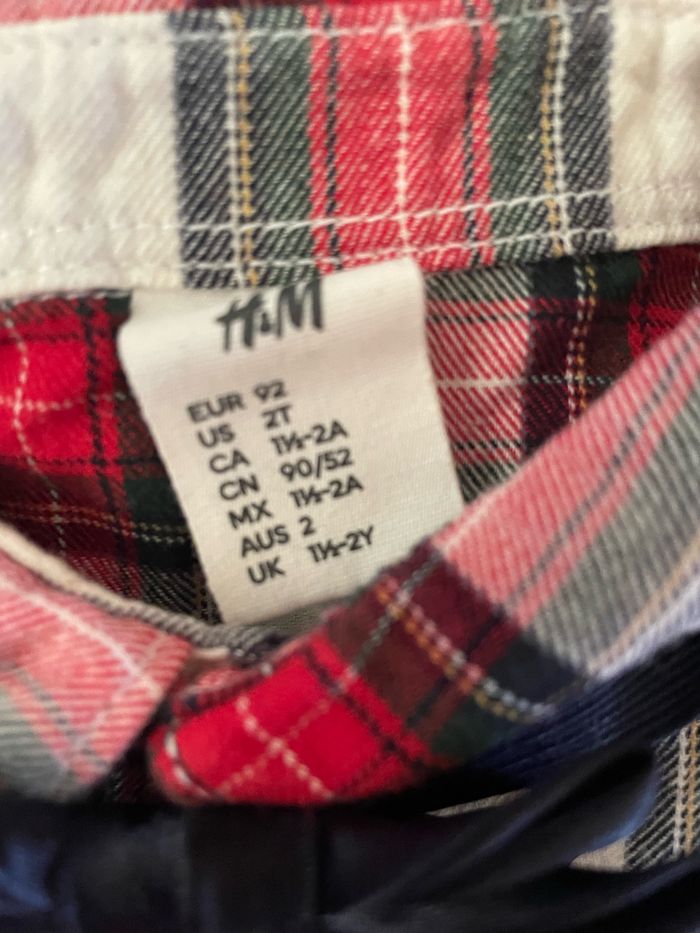 H&M
EUR 92
US 2T
CA 1½-2A
CN 90/52
MX 1½-2A
AUS 2
UK 1½-2Y